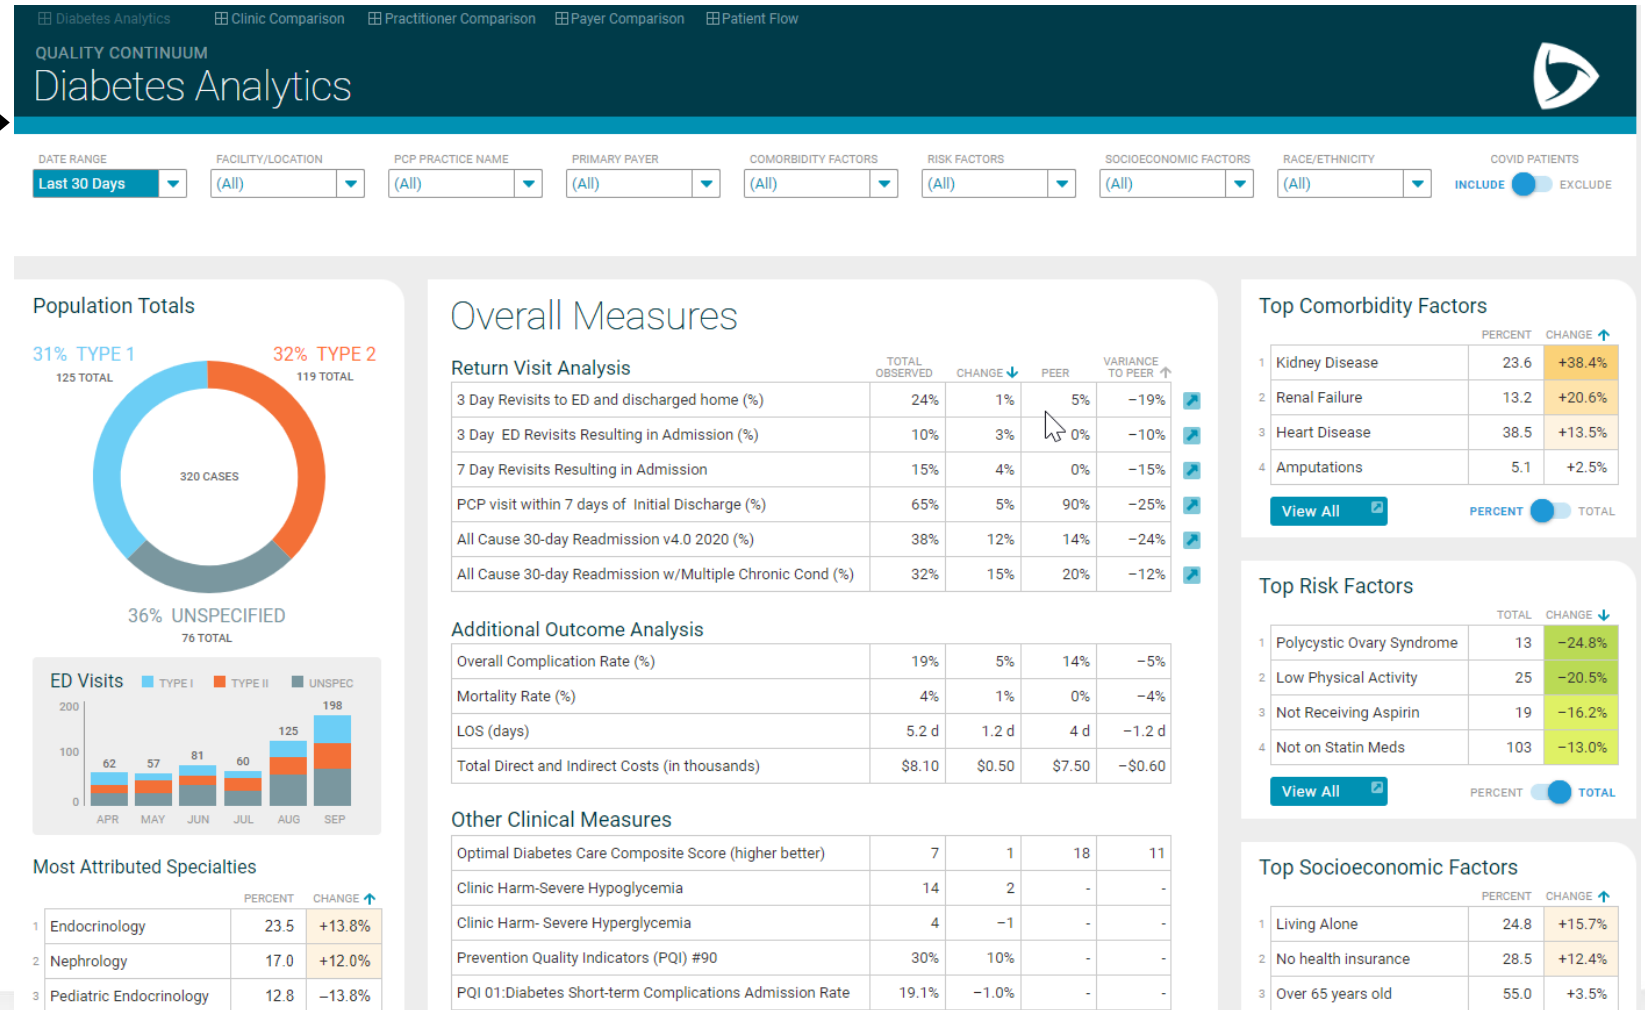 Diabetes Analytics Clinic Comparison Practitioner Comparison Payer Comparison Patient Flow
QUALITY CONTINUUM
Diabetes Analytics
DATE RANGE FACILITY/LOCATION PCP PRACTICE NAME PRIMARY PAYER COMORBIDITY FACTORS RISK FACTORS SOCIOECONOMIC FACTORS RACE/ETHNICITY COVID PATIENTS
Last 30 Days (All) (All) (All) (All) (All) (All) (All) INCLUDE EXCLUDE
Population Totals
31% TYPE 1 32% TYPE 2
125 TOTAL 119 TOTAL
320 CASES
36% UNSPECIFIED
76 TOTAL
ED Visits TYPE I TYPE II UNSPEC
200 198
125
100 62 57 81 60
0
APR MAY JUN JUL AUG SEP
Most Attributed Specialties
PERCENT CHANGE
1 Endocrinology 23.5 +13.8%
2 Nephrology 17.0 +12.0%
3 Pediatric Endocrinology 12.8 −13.8%
Overall Measures
Return Visit Analysis TOTAL OBSERVED CHANGE PEER VARIANCE TO PEER
3 Day Revisits to ED and discharged home (%) 24% 1% 5% −19%
3 Day ED Revisits Resulting in Admission (%) 10% 3% 0% −10%
7 Day Revisits Resulting in Admission 15% 4% 0% −15%
PCP visit within 7 days of Initial Discharge (%) 65% 5% 90% −25%
All Cause 30-day Readmission v4.0 2020 (%) 38% 12% 14% −24%
All Cause 30-day Readmission w/Multiple Chronic Cond (%) 32% 15% 20% −12%
Additional Outcome Analysis
Overall Complication Rate (%) 19% 5% 14% −5%
Mortality Rate (%) 4% 1% 0% −4%
LOS (days) 5.2 d 1.2 d 4 d −1.2 d
Total Direct and Indirect Costs (in thousands) $8.10 $0.50 $7.50 −$0.60
Other Clinical Measures
Optimal Diabetes Care Composite Score (higher better) 7 1 18 11
Clinic Harm-Severe Hypoglycemia 14 2 - -
Clinic Harm- Severe Hyperglycemia 4 −1 - -
Prevention Quality Indicators (PQI) #90 30% 10% - -
PQI 01:Diabetes Short-term Complications Admission Rate 19.1% −1.0% - -
Top Comorbidity Factors
PERCENT CHANGE
1 Kidney Disease 23.6 +38.4%
2 Renal Failure 13.2 +20.6%
3 Heart Disease 38.5 +13.5%
4 Amputations 5.1 +2.5%
View All PERCENT TOTAL
Top Risk Factors
TOTAL CHANGE
1 Polycystic Ovary Syndrome 13 −24.8%
2 Low Physical Activity 25 −20.5%
3 Not Receiving Aspirin 19 −16.2%
4 Not on Statin Meds 103 −13.0%
View All PERCENT TOTAL
Top Socioeconomic Factors
PERCENT CHANGE
1 Living Alone 24.8 +15.7%
2 No health insurance 28.5 +12.4%
3 Over 65 years old 55.0 +3.5%